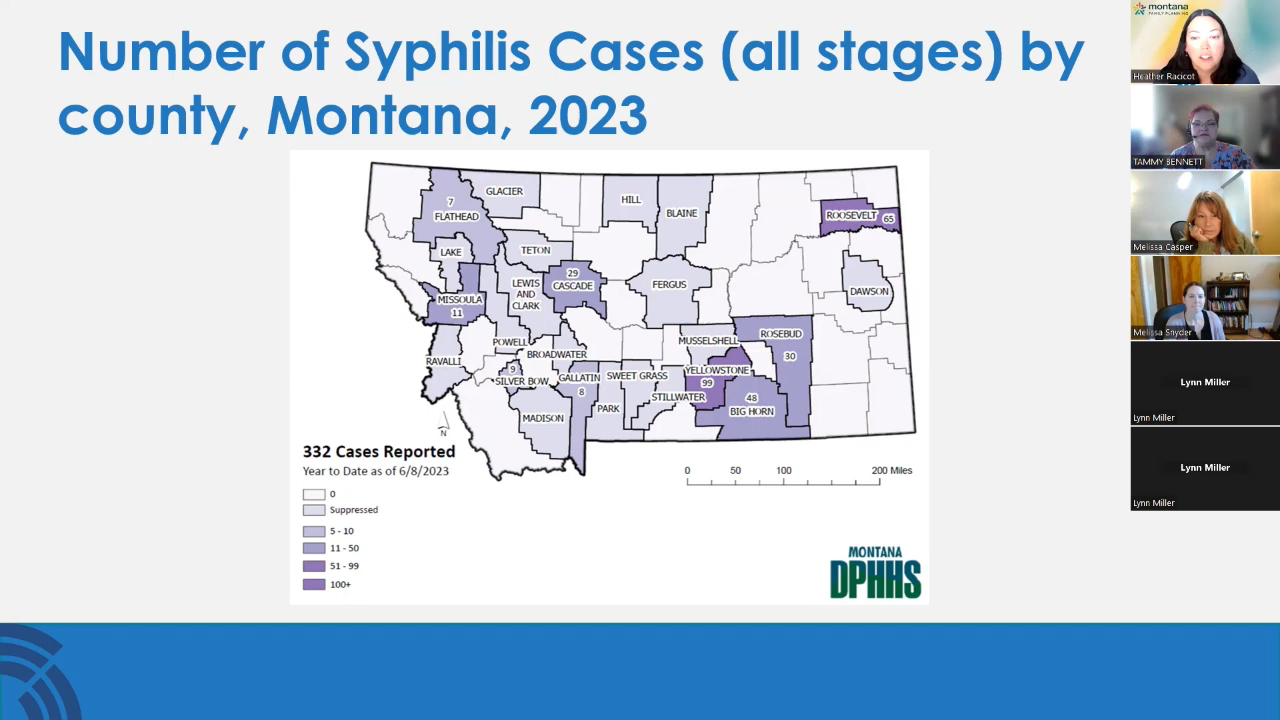 Number of Syphilis Cases (all stages) by
county, Montana, 2023
GLACIER
7
FLATHEAD
HILL
BLAINE
ROOSEVELT 65
LAKE
TETON
29
CASCADE
LEWIS
AND
CLARK
FERGUS
DAWSON
MISSOULA
11
POWELL
BROADWATER
MUSSELSHELL
ROSEBUD
30
RAVALLI
9
SILVER BOW
GALLATIN
8
SWEET GRASS
YELLOWSTONE
99
STILLWATER
48
BIG HORN
MADISON
PARK
N
332 Cases Reported
Year to Date as of 6/8/2023
0
Suppressed
5 - 10
11 - 50
51 - 99
100+
0 50 100 200 Miles
MONTANA
DPHHS
montana
FAMILY PLANNING
Heather Racicot
TAMMY BENNETT
Melissa Casper
Melissa Snyder
Lynn Miller
Lynn Miller
Lynn Miller
Lynn Miller